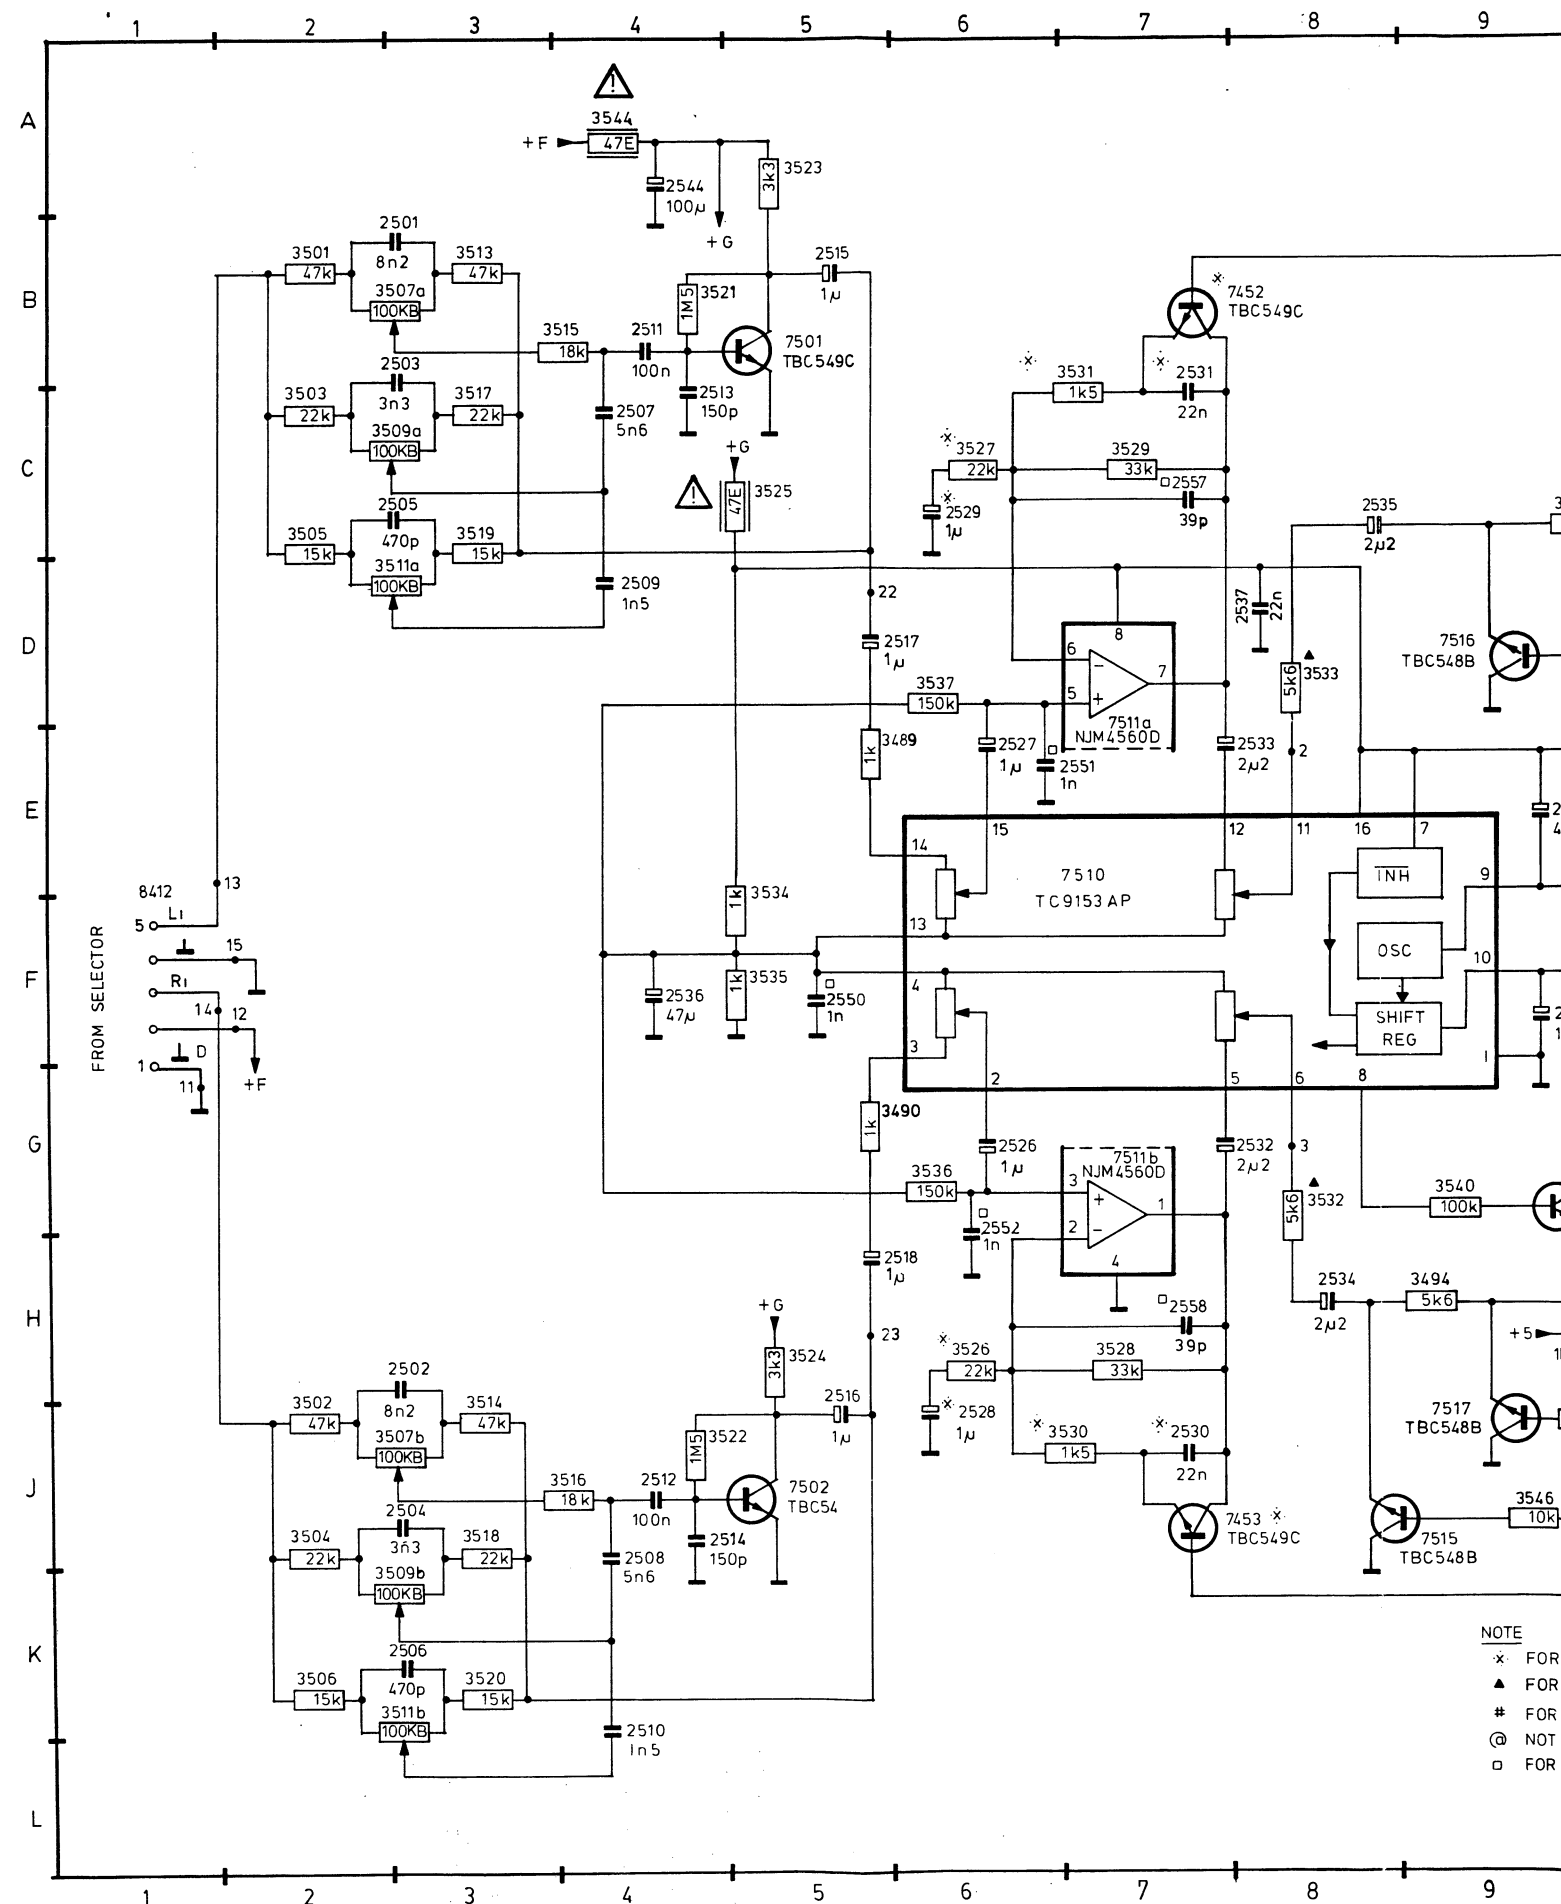 1 2 3 4 5 6 7 8 9
A
3544
+F 47E
2544
100µ
+G
3k3 3523
B
3501
47k
2501
8n2
3507a
100KB
3513
47k
2515
1µ
1M5 3521
3515
18k
2511
100n
7501
TBC549C
2513
150p
7452
TBC549C
3531
1k5
2531
22n
C
3503
22k
2503
3n3
3509a
100KB
3517
22k
2507
5n6
+G
47E 3525
3527
22k
3529
33k
2557
39p
2529
1µ
2535
2µ2
3505
15k
2505
470p
3511a
100KB
3519
15k
2509
1n5
D
22
2517
1µ
2537
22n
8
6
5
7
7511a
NJM4560D
3537
150k
5k6 3533
7516
TBC548B
E
1k 3489
2527
1µ
2551
1n
2533
2µ2
2
15
12
11
16
7
14
7510
TC9153AP
INH
9
13
8412
5 LI
15
1k 3534
13
OSC
10
F
FROM SELECTOR
RI
14
12
1 D
11
+F
2536
47µ
1k 3535
2550
1n
4
3
SHIFT
REG
1
2
5
6
8
G
1k 3490
2526
1µ
7511b
NJM4560D
2532
2µ2
3
3536
150k
3
2
1
4
2552
1n
5k6 3532
3540
100k
H
2518
1µ
+G
3k3 3524
23
2558
39p
2534
2µ2
3494
5k6
+5
3526
22k
3528
33k
2528
1µ
3530
1k5
2530
22n
J
3502
47k
2502
8n2
3507b
100KB
3514
47k
2516
1µ
1M5 3522
3516
18k
2512
100n
7502
TBC54
2514
150p
7453
TBC549C
7517
TBC548B
3546
10k
7515
TBC548B
3504
22k
2504
3n3
3509b
100KB
3518
22k
2508
5n6
K
3506
15k
2506
470p
3511b
100KB
3520
15k
2510
1n5
NOTE
※ FOR
▲ FOR
# FOR
@ NOT
□ FOR
L
1 2 3 4 5 6 7 8 9